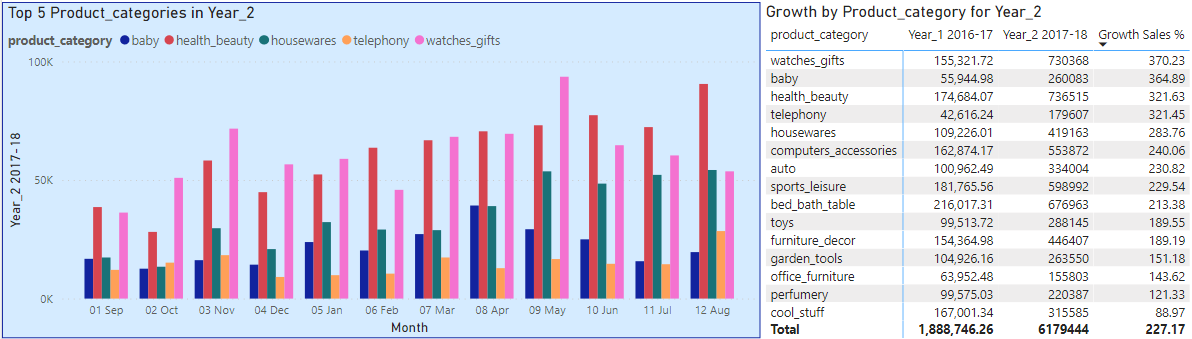 Top 5 Product_categories in Year_2
product_category baby health_beauty housewares telephony watches_gifts
100K
50K
0K
Year_2 2017-18
01 Sep 02 Oct 03 Nov 04 Dec 05 Jan 06 Feb 07 Mar 08 Apr 09 May 10 Jun 11 Jul 12 Aug
Month
Growth by Product_category for Year_2
product_category Year_1 2016-17 Year_2 2017-18 Growth Sales %
watches_gifts 155,321.72 730368 370.23
baby 55,944.98 260083 364.89
health_beauty 174,684.07 736515 321.63
telephony 42,616.24 179607 321.45
housewares 109,226.01 419163 283.76
computers_accessories 162,874.17 553872 240.06
auto 100,962.49 334004 230.82
sports_leisure 181,765.56 598992 229.54
bed_bath_table 216,017.31 676963 213.38
toys 99,513.72 288145 189.55
furniture_decor 154,364.98 446407 189.19
garden_tools 104,926.16 263550 151.18
office_furniture 63,952.48 155803 143.62
perfumery 99,575.03 220387 121.33
cool_stuff 167,001.34 315585 88.97
Total 1,888,746.26 6179444 227.17